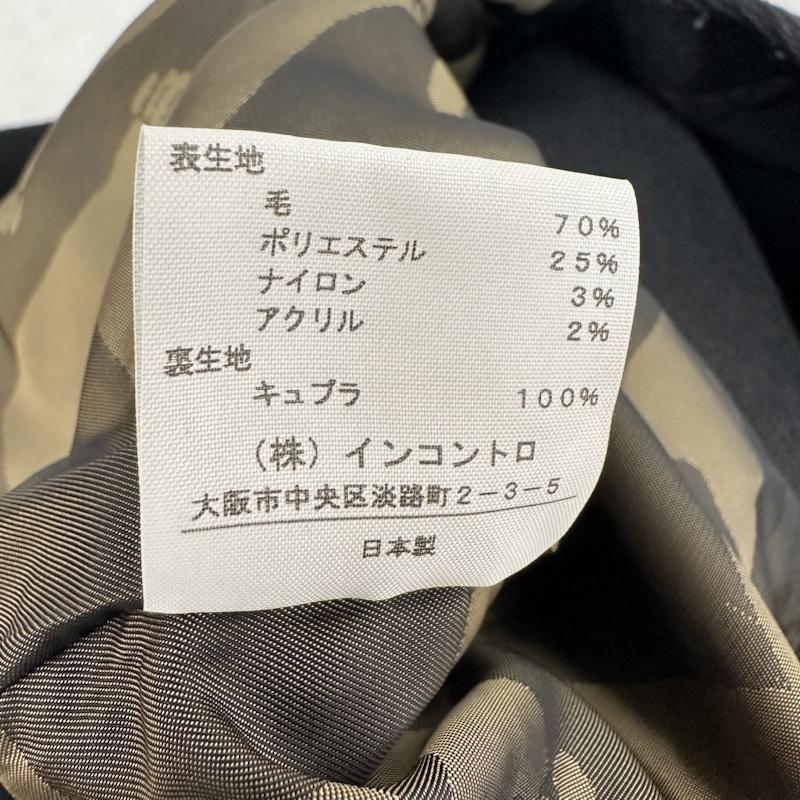 表生地
毛 70%
ポリエステル 25%
ナイロン 3%
アクリル 2%
裏生地
キュプラ 100%
（株）インコントロ
大阪市中央区淡路町2－3－5
日本製